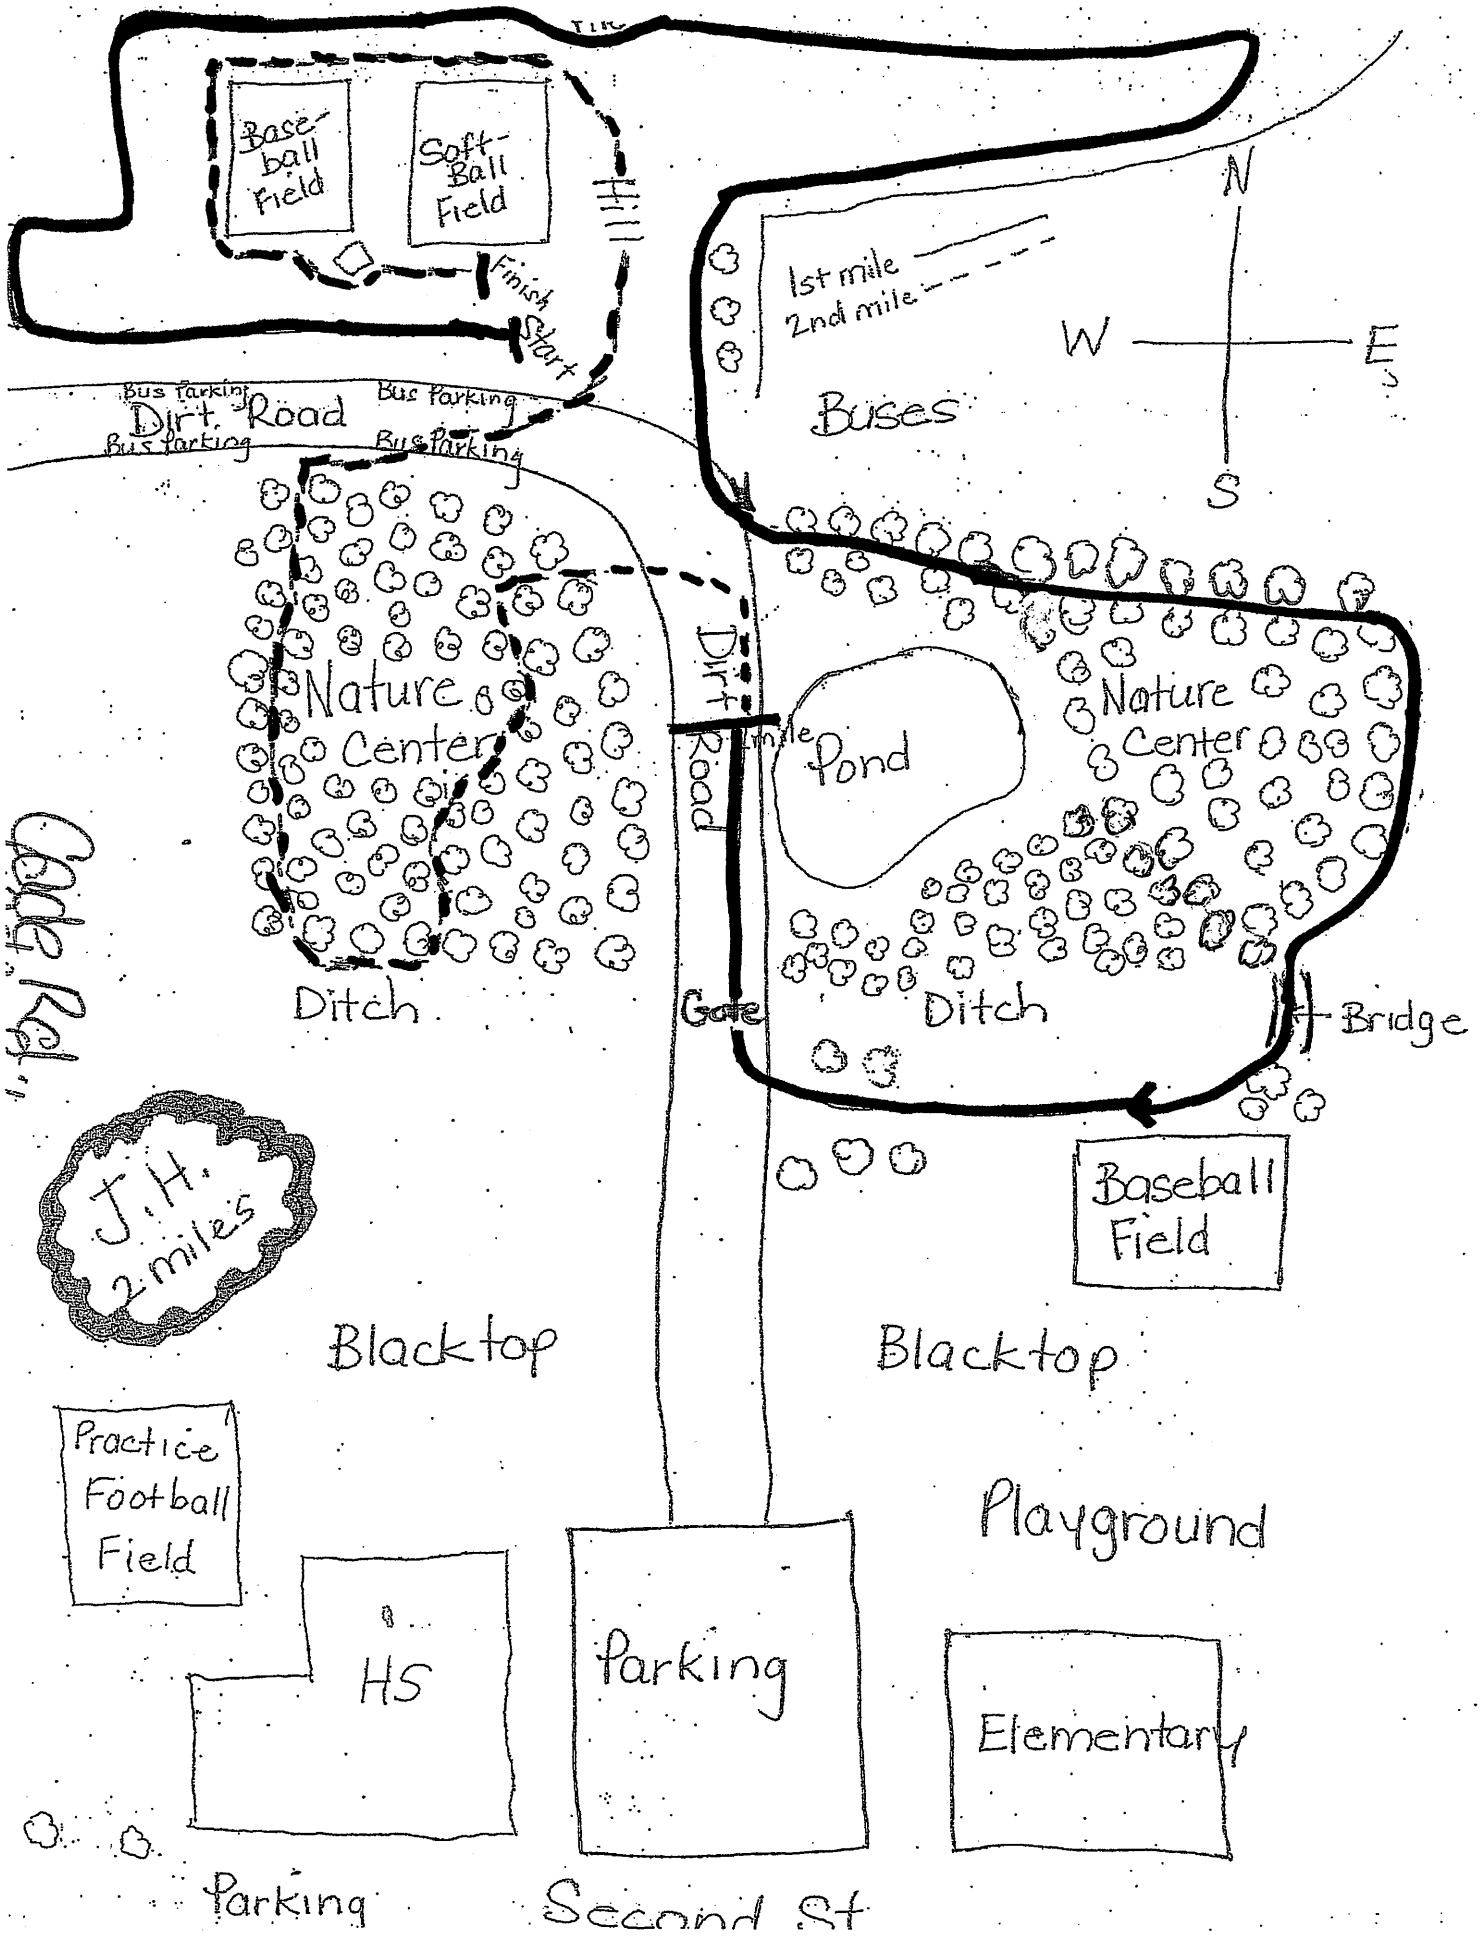 Base-
ball
Field
Soft-
Ball
Field
Finish
Start
N
W
E
S
1st mile
2nd mile
Buses
Bus Parking
Bus Parking
Dirt Road
Bus Parking
Bus Parking
Nature
Center
Dirt
Road
1 mile
Pond
Nature
Center
Ditch
Gate
Ditch
Bridge
J.H.
2 miles
Baseball
Field
Blacktop
Blacktop
Practice
Football
Field
Playground
HS
Parking
Elementary
Parking
Second St